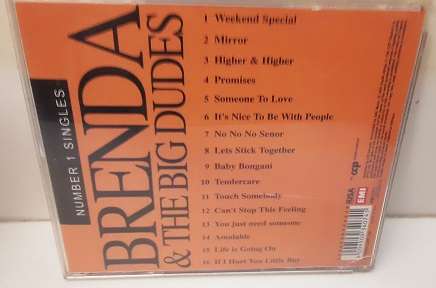 NUMBER 1 SINGLES
BRENDA
& THE BIG DUDES
1 Weekend Special
2 Mirror
3 Higher & Higher
4 Promises
5 Someone To Love
6 It's Nice To Be With People
7 No No No Senor
8 Lets Stick Together
9 Baby Bongani
10 Tendercare
11 Touch Somebody
12 Can't Stop This Feeling
13 You just need someone
14 Amalable
15 Life is Going On
16 If I Hurt You Little Boy
ccp
RiSA
EMI